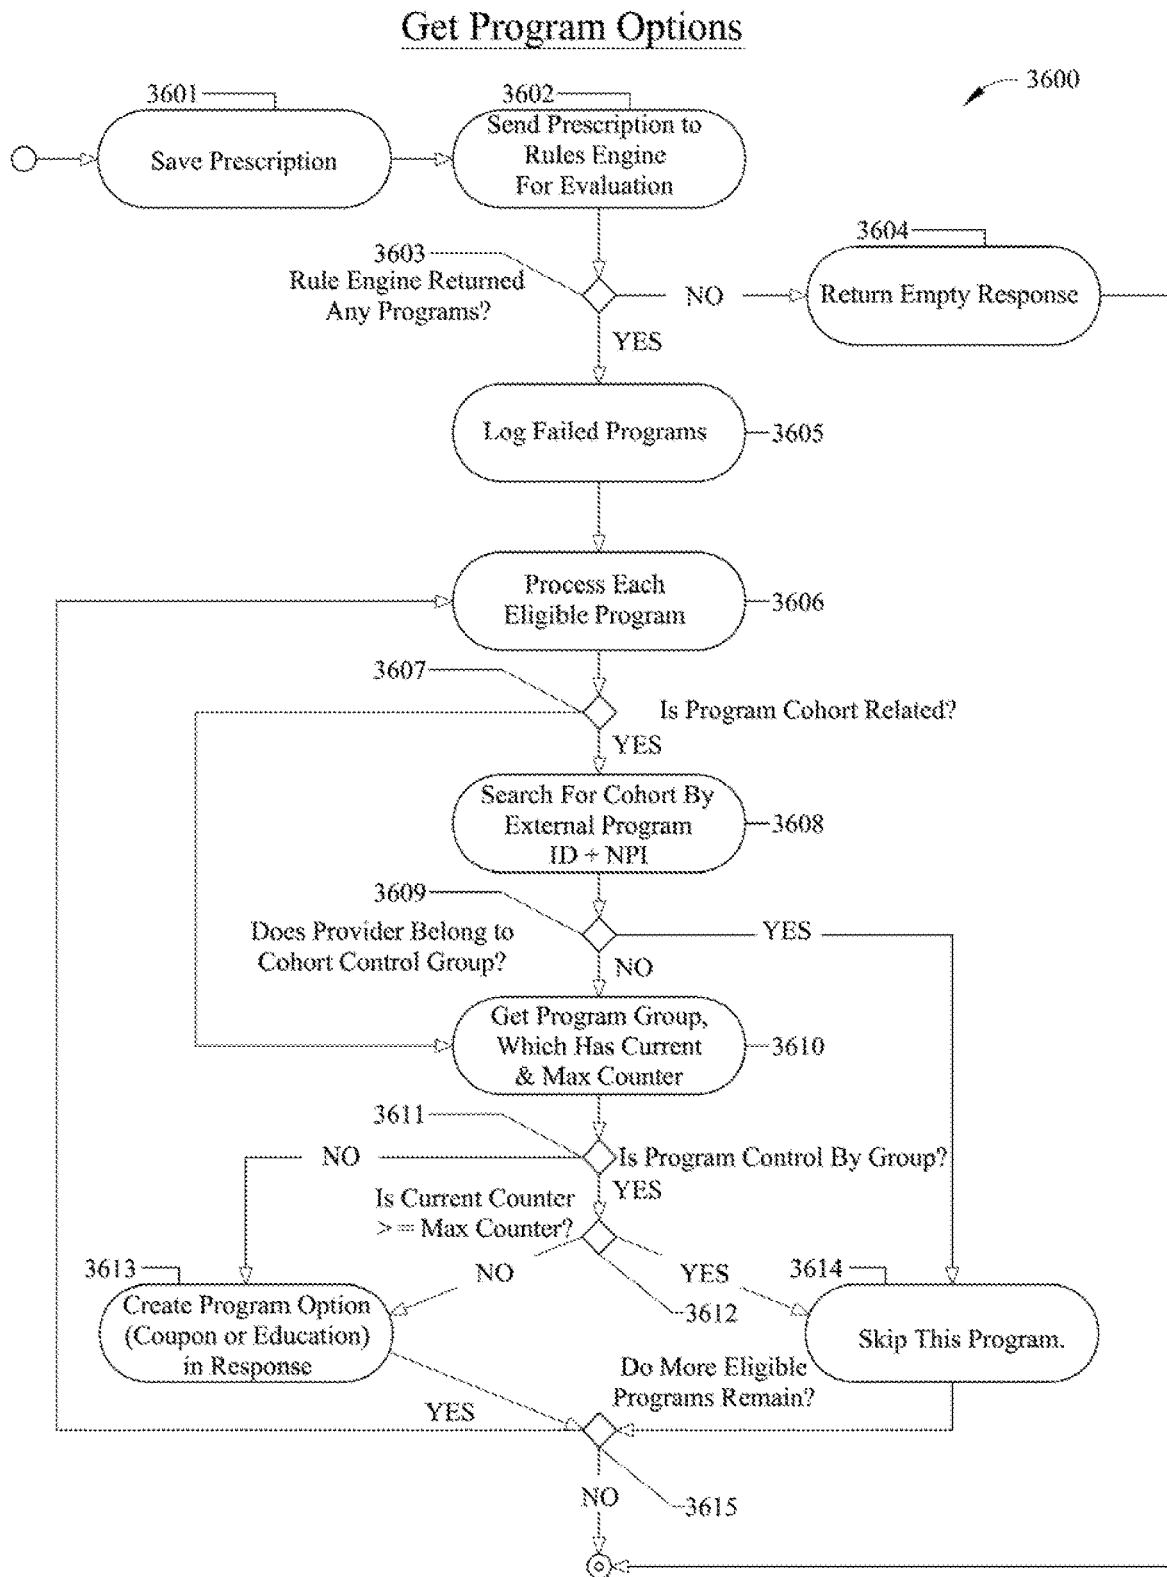 Get Program Options
3600
3601
Save Prescription
3602
Send Prescription to
Rules Engine
For Evaluation
3603
Rule Engine Returned
Any Programs?
NO
YES
3604
Return Empty Response
Log Failed Programs
3605
Process Each
Eligible Program
3606
3607
Is Program Cohort Related?
YES
Search For Cohort By
External Program
ID + NPI
3608
3609
Does Provider Belong to
Cohort Control Group?
YES
NO
Get Program Group,
Which Has Current
& Max Counter
3610
3611
NO
Is Program Control By Group?
YES
Is Current Counter
> = Max Counter?
NO
YES
3612
3613
Create Program Option
(Coupon or Education)
in Response
3614
Skip This Program.
Do More Eligible
Programs Remain?
YES
NO
3615